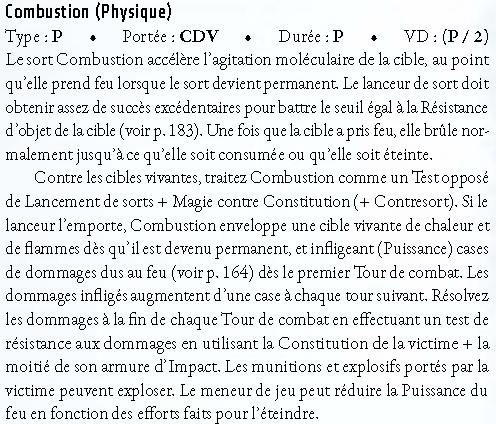 Combustion (Physique)
Type : P ♦ Portée : CDV ♦ Durée : P ♦ VD : (P / 2)
Le sort Combustion accélère l'agitation moléculaire de la cible, au point
qu'elle prend feu lorsque le sort devient permanent. Le lanceur de sort doit
obtenir assez de succès excédentaires pour battre le seuil égal à la Résistance
d'objet de la cible (voir p. 183). Une fois que la cible a pris feu, elle brûle nor-
malement jusqu'à ce qu'elle soit consumée ou qu'elle soit éteinte.
Contre les cibles vivantes, traitez Combustion comme un Test opposé
de Lancement de sorts + Magie contre Constitution (+ Contresort). Si le
lanceur l'emporte, Combustion enveloppe une cible vivante de chaleur et
de flammes dès qu'il est devenu permanent, et infligeant (Puissance) cases
de dommages dus au feu (voir p. 164) dès le premier Tour de combat. Les
dommages infligés augmentent d'une case à chaque tour suivant. Résolvez
les dommages à la fin de chaque Tour de combat en effectuant un test de
résistance aux dommages en utilisant la Constitution de la victime + la
moitié de son armure d'Impact. Les munitions et explosifs portés par la
victime peuvent exploser. Le meneur de jeu peut réduire la Puissance du
feu en fonction des efforts faits pour l'éteindre.